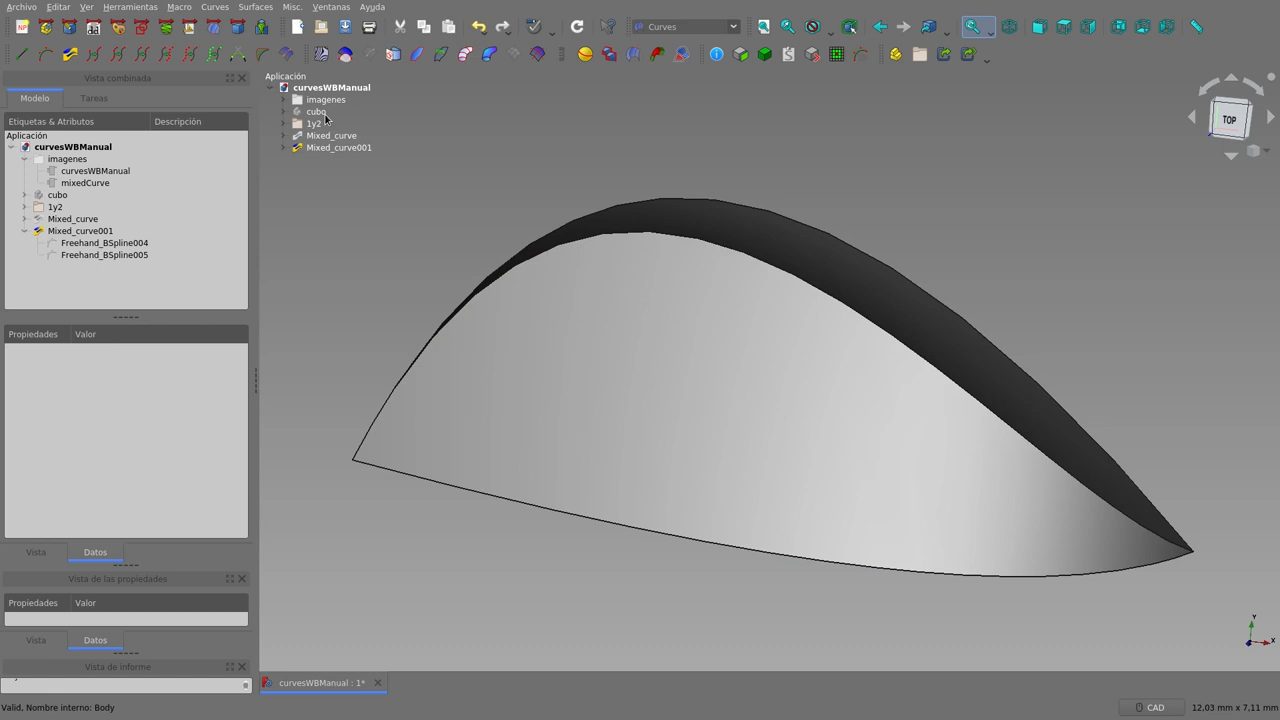 Archivo Editar Ver Herramientas Macro Curves Surfaces Misc. Ventanas Ayuda
Curves
Vista combinada
Modelo Tareas
Etiquetas & Atributos Descripción
Aplicación
curvesWBManual
imagenes
curvesWBManual
mixedCurve
cubo
1y2
Mixed_curve
Mixed_curve001
Freehand_BSpline004
Freehand_BSpline005
Propiedades Valor
Vista Datos
Vista de las propiedades
Propiedades Valor
Vista Datos
Vista de informe
Aplicación
curvesWBManual
imagenes
cubo
1y2
Mixed_curve
Mixed_curve001
TOP
Y
X
curvesWBManual : 1*
Valid, Nombre interno: Body
CAD
12,03 mm x 7,11 mm